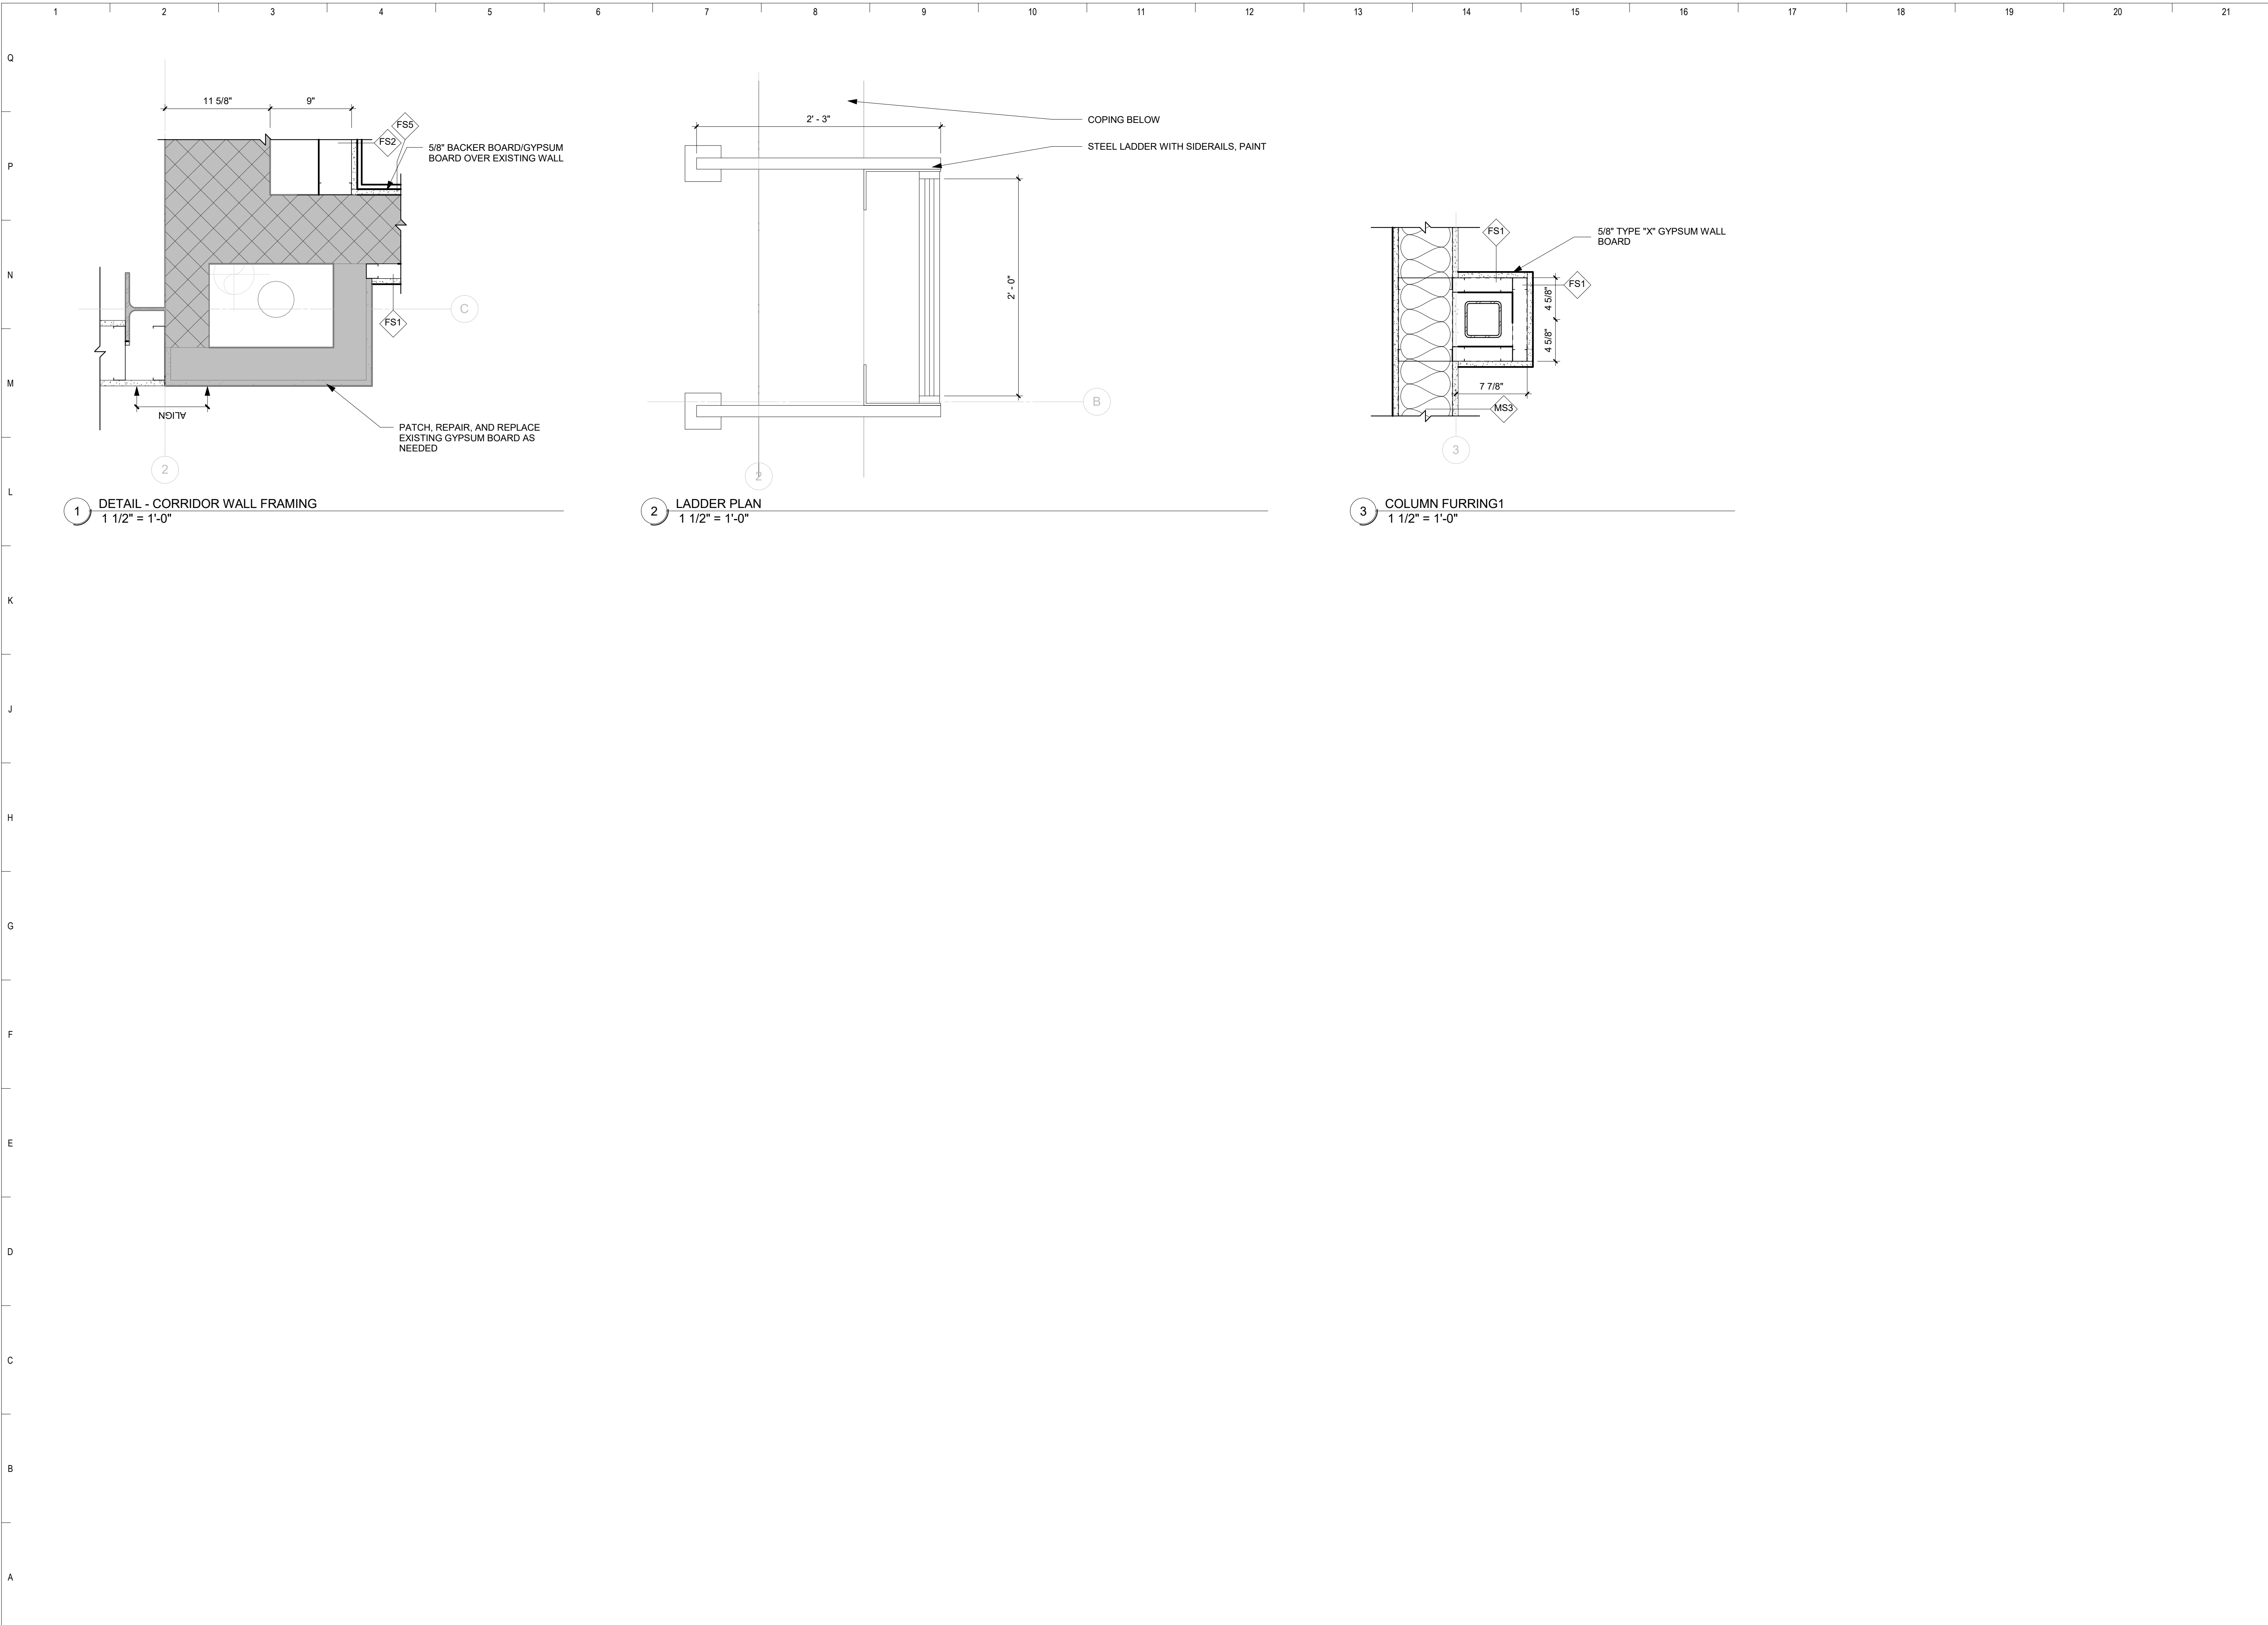 1 2 3 4 5 6 7 8 9 10 11 12 13 14 15 16 17 18 19 20 21
Q
P
N
M
L
K
J
H
G
F
E
D
C
B
A
11 5/8"
9"
FS5
FS2
5/8" BACKER BOARD/GYPSUM
BOARD OVER EXISTING WALL
C
FS1
ALIGN
PATCH, REPAIR, AND REPLACE
EXISTING GYPSUM BOARD AS
NEEDED
2
1
DETAIL - CORRIDOR WALL FRAMING
1 1/2" = 1'-0"
2' - 3"
COPING BELOW
STEEL LADDER WITH SIDERAILS, PAINT
2' - 0"
B
2
2
LADDER PLAN
1 1/2" = 1'-0"
FS1
5/8" TYPE "X" GYPSUM WALL
BOARD
FS1
4 5/8"
4 5/8"
7 7/8"
MS3
3
3
COLUMN FURRING1
1 1/2" = 1'-0"